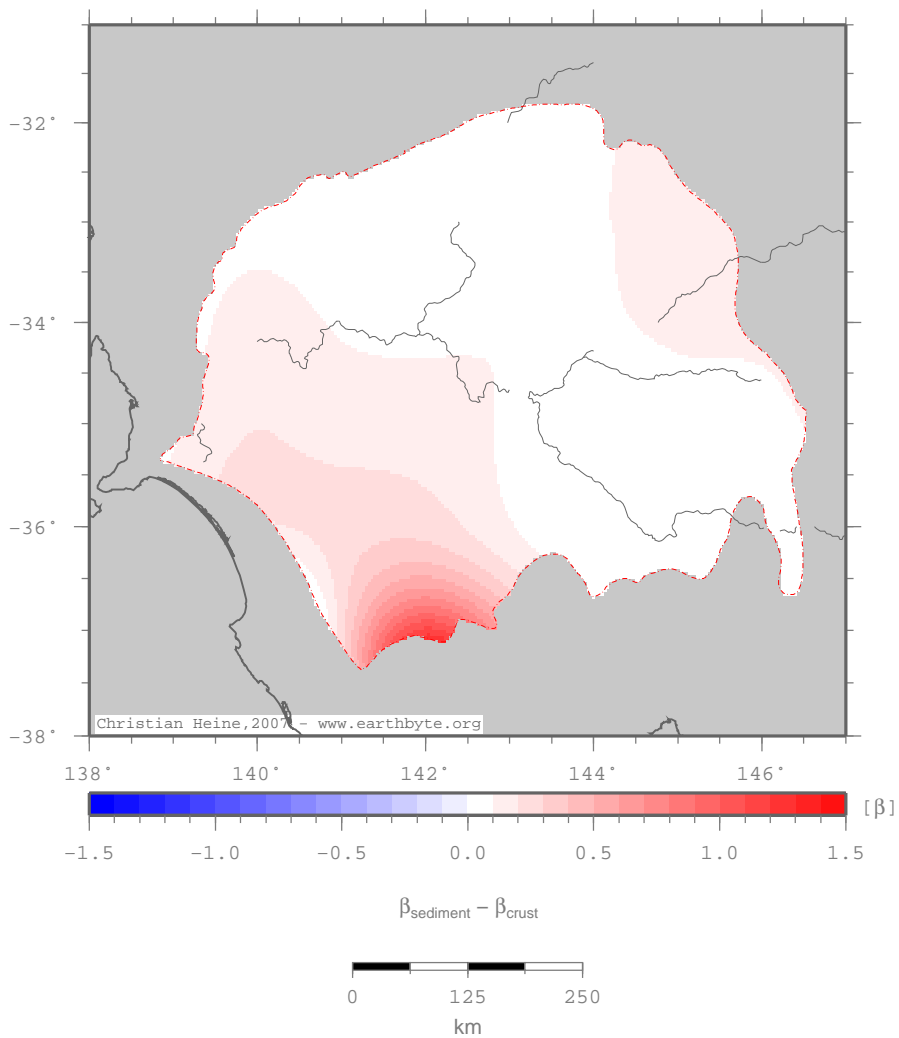 −32°
−34°
−36°
−38°
Christian Heine,2007 − www.earthbyte.org
138° 140° 142° 144° 146°
[β]
−1.5 −1.0 −0.5 0.0 0.5 1.0 1.5
βsediment − βcrust
0 125 250
km